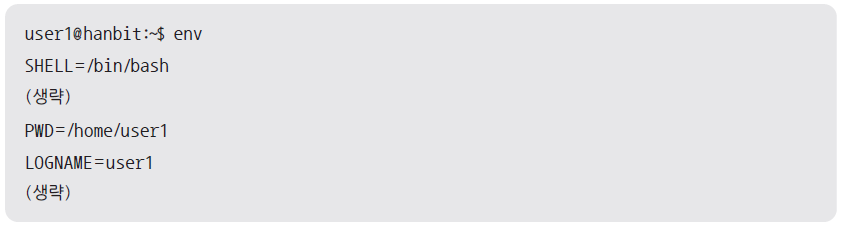 user1@hanbit:~$ env
SHELL=/bin/bash
(생략)
PWD=/home/user1
LOGNAME=user1
(생략)